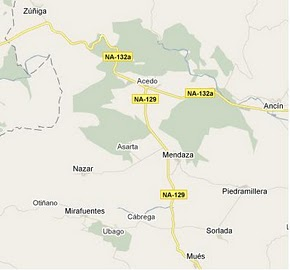 Zúñiga
NA-132a
Acedo
NA-129
NA-132a
Ancín
Asarta
Mendaza
Nazar
NA-129
Piedramillera
Otiñano
Mirafuentes
Cábrega
Ubago
Sorlada
Mués